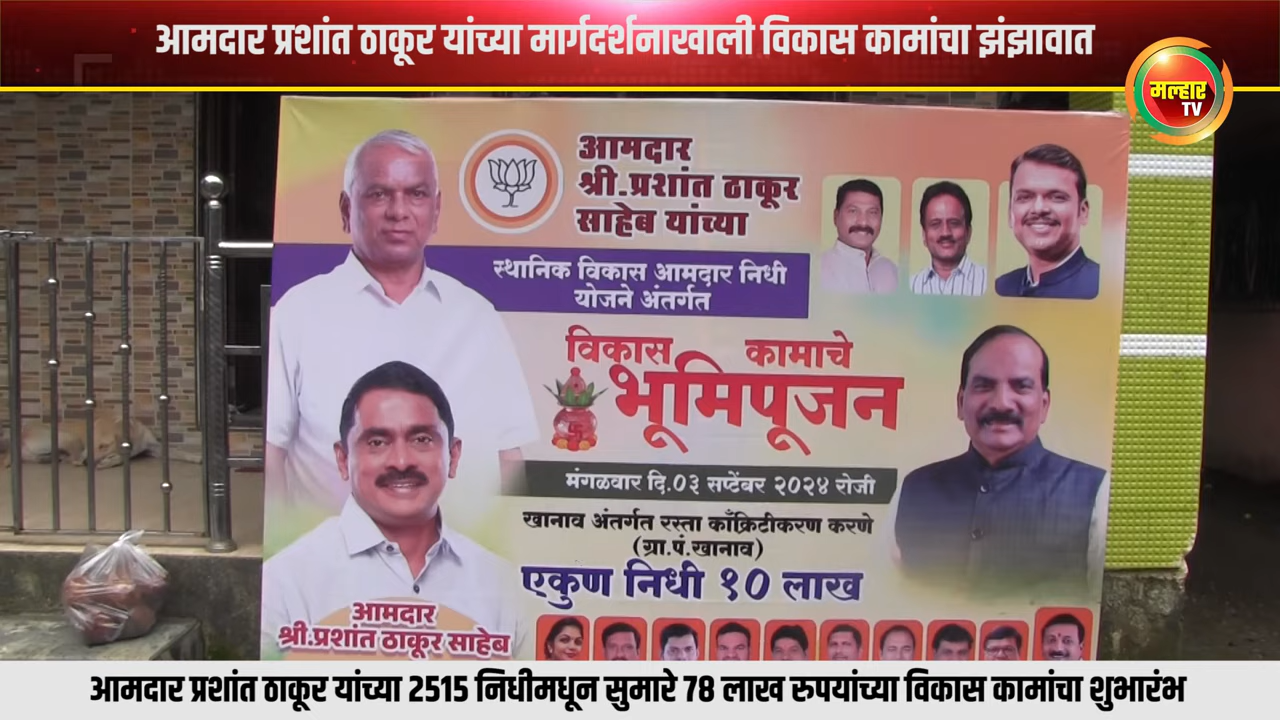 आमदार प्रशांत ठाकूर यांच्या मार्गदर्शनाखाली विकास कामांचा झंझावात
मल्हार
TV
आमदार
श्री.प्रशांत ठाकूर
साहेब यांच्या
स्थानिक विकास आमदार निधी
योजने अंतर्गत
विकास कामाचे
भूमिपूजन
मंगळवार दि.०३ सप्टेंबर २०२४ रोजी
खानाव अंतर्गत रस्ता काँक्रिटीकरण करणे
(ग्रा.पं.खानाव)
एकुण निधी १० लाख
आमदार
श्री.प्रशांत ठाकूर साहेब
आमदार प्रशांत ठाकूर यांच्या 2515 निधीमधून सुमारे 78 लाख रुपयांच्या विकास कामांचा शुभारंभ